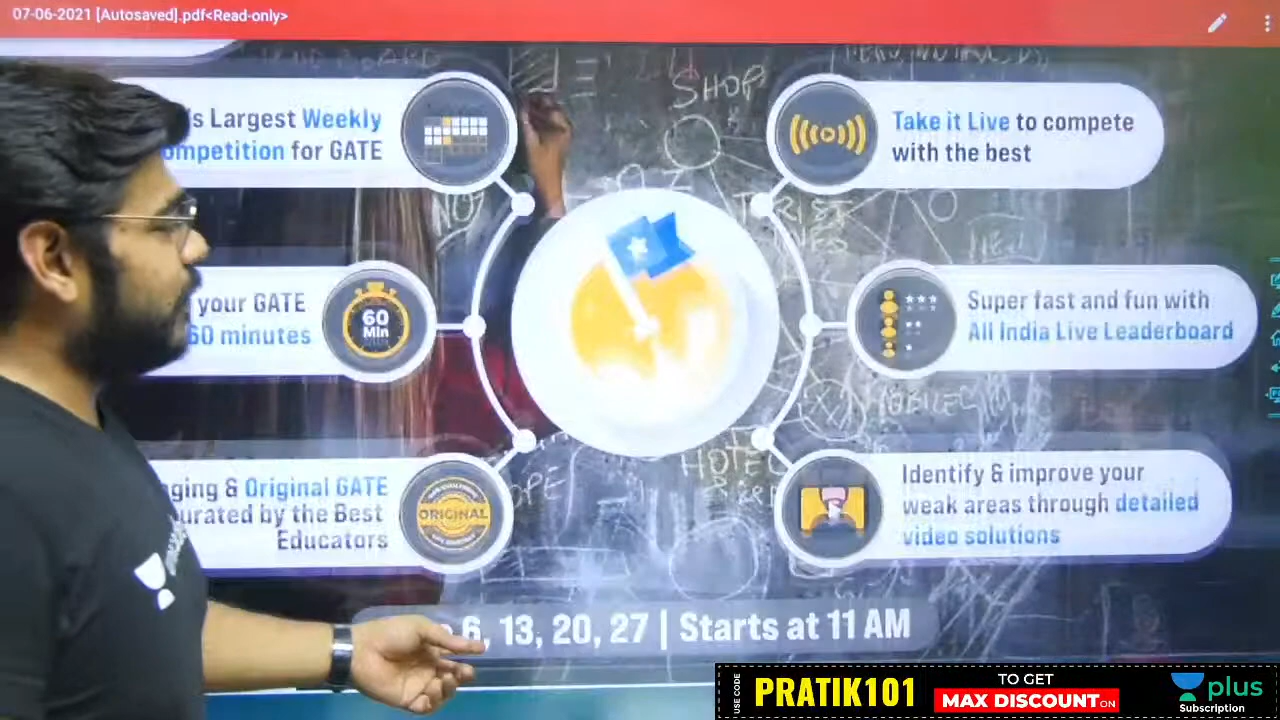 07-06-2021 [Autosaved].pdf<Read-only>
SHOP
's Largest Weekly
ompetition for GATE
Take it Live to compete
with the best
your GATE
60 minutes
60
Min
Super fast and fun with
All India Live Leaderboard
HOTEL
ging & Original GATE
urated by the Best
Educators
ORIGINAL
Identify & improve your
weak areas through detailed
video solutions
6, 13, 20, 27 | Starts at 11 AM
USE CODE
PRATIK101
TO GET
MAX DISCOUNT ON
plus
Subscription